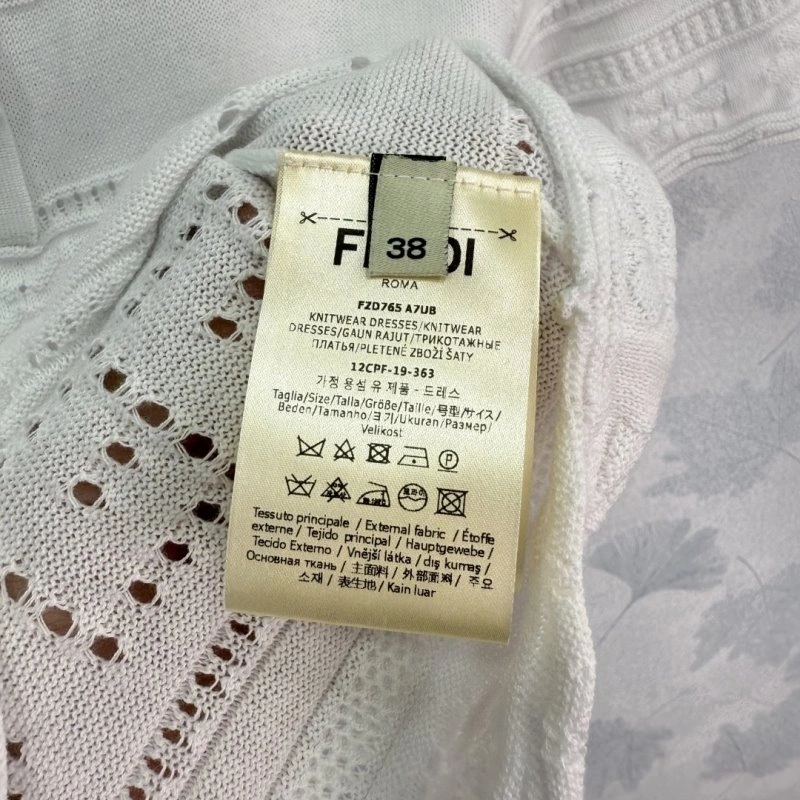 38
ROMA
FZD765 A7UB
KNITWEAR DRESSES/KNITWEAR
DRESSES/GAUN RAJUT/ТРИКОТАЖНЫЕ
ПЛАТЬЯ/PLETENÉ ZBOŽÍ ŠATY
12CPF-19-363
가정 용섬 유 제품 - 드레스
Taglia/Size/Talla/Größe/Taille/号型/サイズ/
Beden/Tamanho/크기/Ukuran/Размер/
Velikost
P
드라이
Tessuto principale / External fabric / Étoffe
externe / Tejido principal / Hauptgewebe /
Tecido Externo / Vnější látka / dış kumaş /
Основная ткань / 主面料 / 外部面料 / 주요
소재 / 表生地 / Kain luar